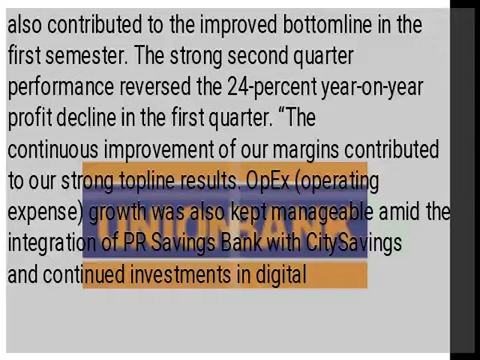 also contributed to the improved bottomline in the
first semester. The strong second quarter
performance reversed the 24-percent year-on-year
profit decline in the first quarter. “The
continuous improvement of our margins contributed
to our strong topline results. OpEx (operating
expense) growth was also kept manageable amid the
integration of PR Savings Bank with CitySavings
and continued investments in digital
UNIONBANK